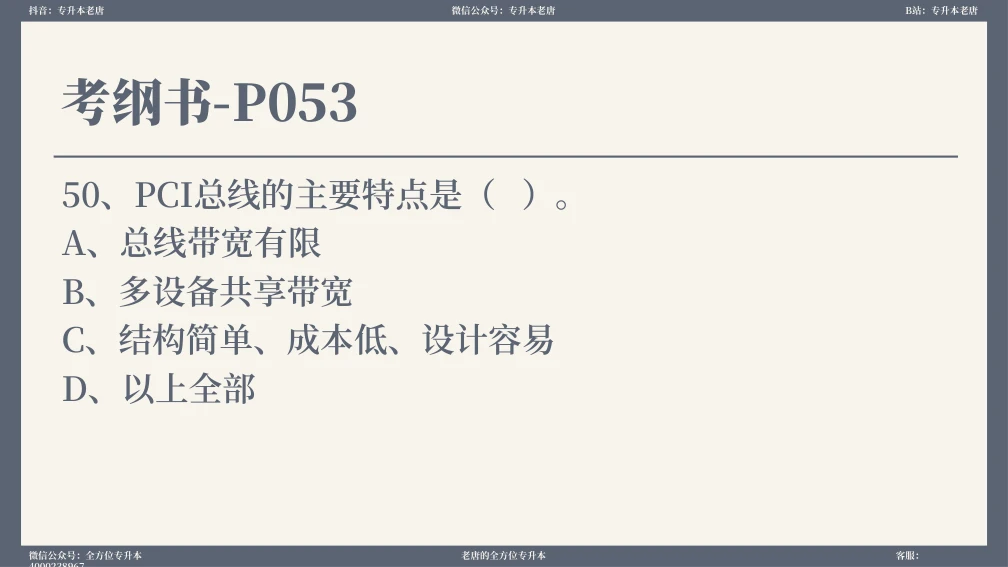 抖音：专升本老唐
微信公众号：专升本老唐
B站：专升本老唐
考纲书-P053
50、PCI总线的主要特点是（ ）。
A、总线带宽有限
B、多设备共享带宽
C、结构简单、成本低、设计容易
D、以上全部
微信公众号：全方位专升本
老唐的全方位专升本
客服：
4000238967